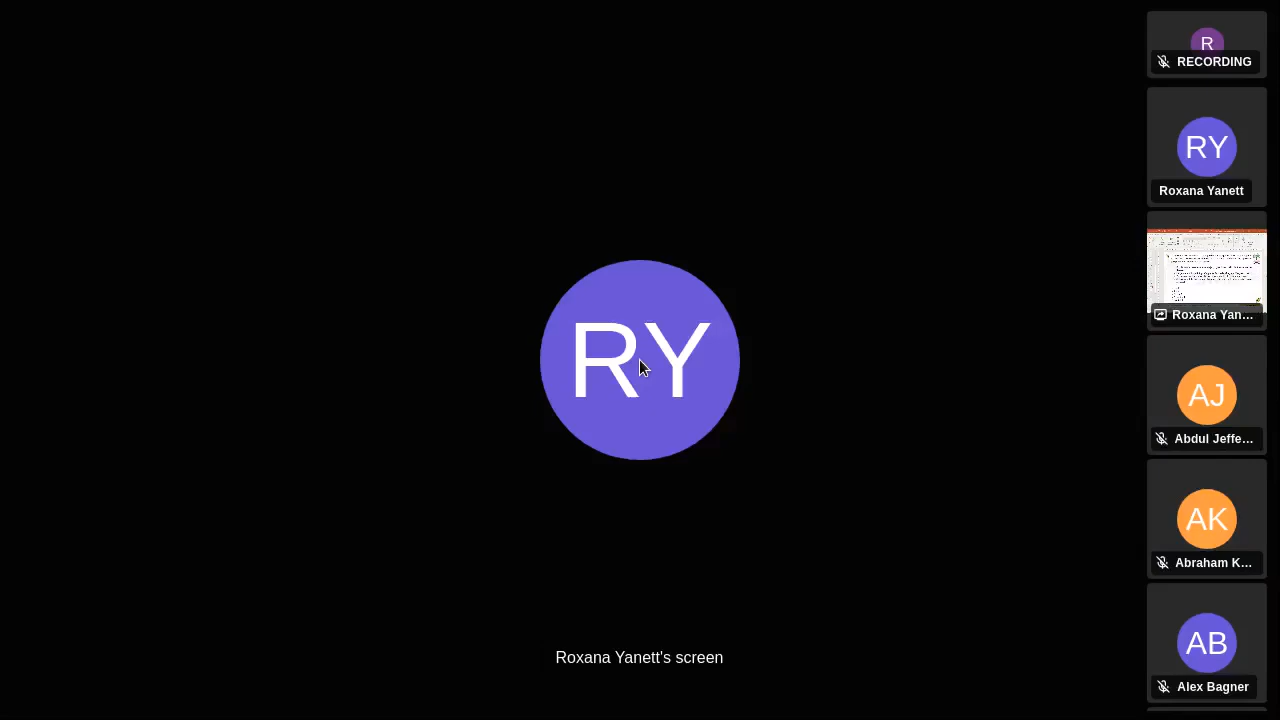 R
RECORDING
RY
Roxana Yanett
Roxana Yan...
RY
AJ
Abdul Jeffe...
AK
Abraham K...
AB
Alex Bagner
Roxana Yanett's screen